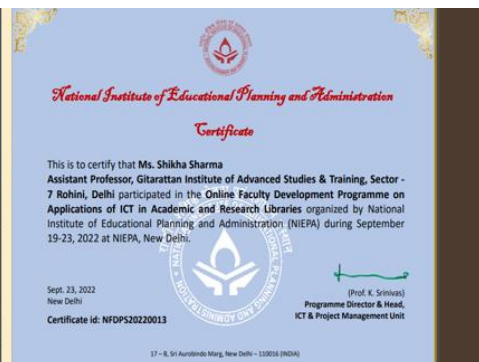 National Institute of Educational Planning and Administration
Certificate
This is to certify that Ms. Shikha Sharma
Assistant Professor, Gitarattan Institute of Advanced Studies & Training, Sector -
7 Rohini, Delhi participated in the Online Faculty Development Programme on
Applications of ICT in Academic and Research Libraries organized by National
Institute of Educational Planning and Administration (NIEPA) during September
19-23, 2022 at NIEPA, New Delhi.
Sept. 23, 2022
New Delhi
Certificate id: NFDPS20220013
(Prof. K. Srinivas)
Programme Director & Head,
ICT & Project Management Unit
17 – B, Sri Aurobindo Marg, New Delhi – 110016 (INDIA)